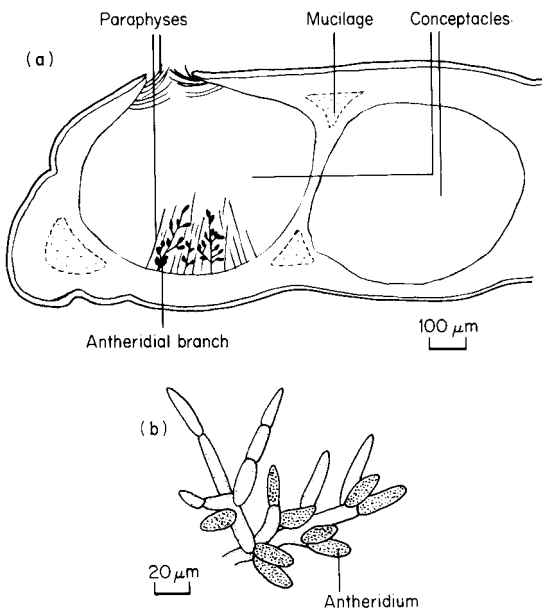 Paraphyses Mucilage Conceptacles
(a)
Antheridial branch
100 μm
(b)
20 μm
Antheridium